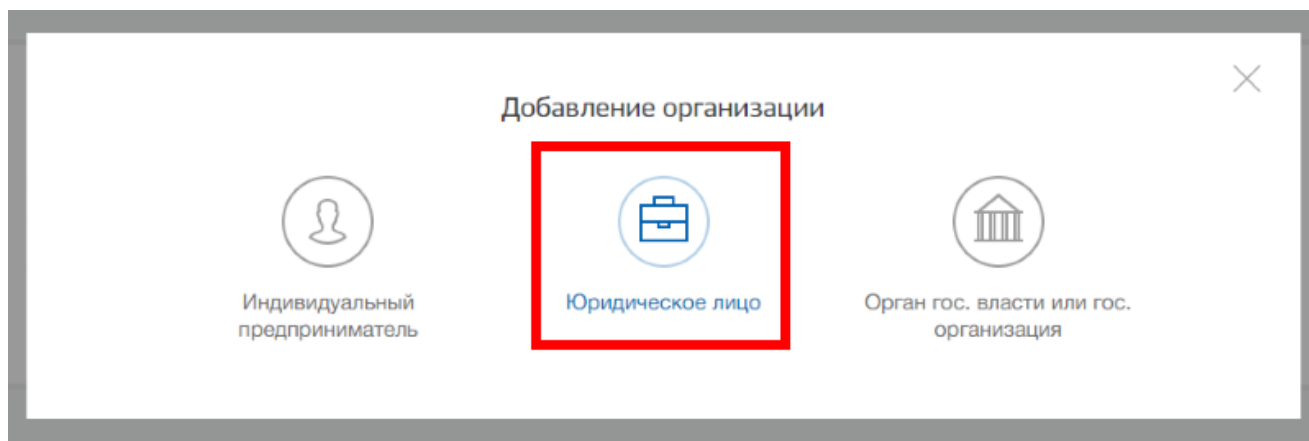 Добавление организации
Индивидуальный
предприниматель
Юридическое лицо
Орган гос. власти или гос.
организация